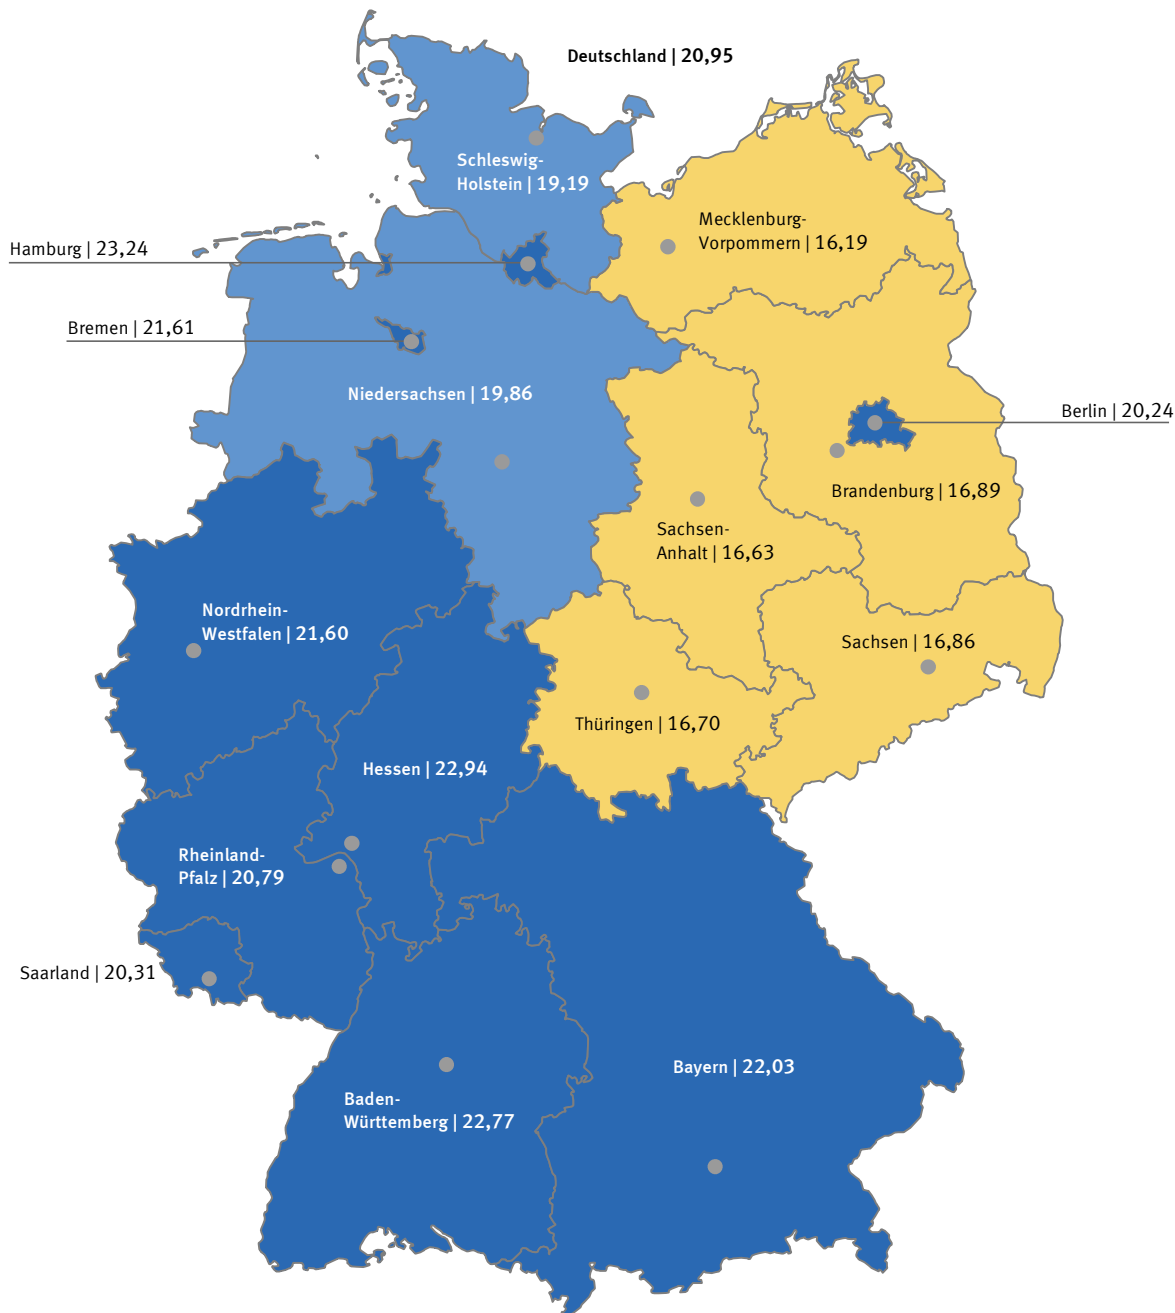 Deutschland | 20,95
Schleswig-
Holstein | 19,19
Mecklenburg-
Vorpommern | 16,19
Hamburg | 23,24
Bremen | 21,61
Niedersachsen | 19,86
Berlin | 20,24
Brandenburg | 16,89
Sachsen-
Anhalt | 16,63
Nordrhein-
Westfalen | 21,60
Sachsen | 16,86
Thüringen | 16,70
Hessen | 22,94
Rheinland-
Pfalz | 20,79
Saarland | 20,31
Bayern | 22,03
Baden-
Württemberg | 22,77